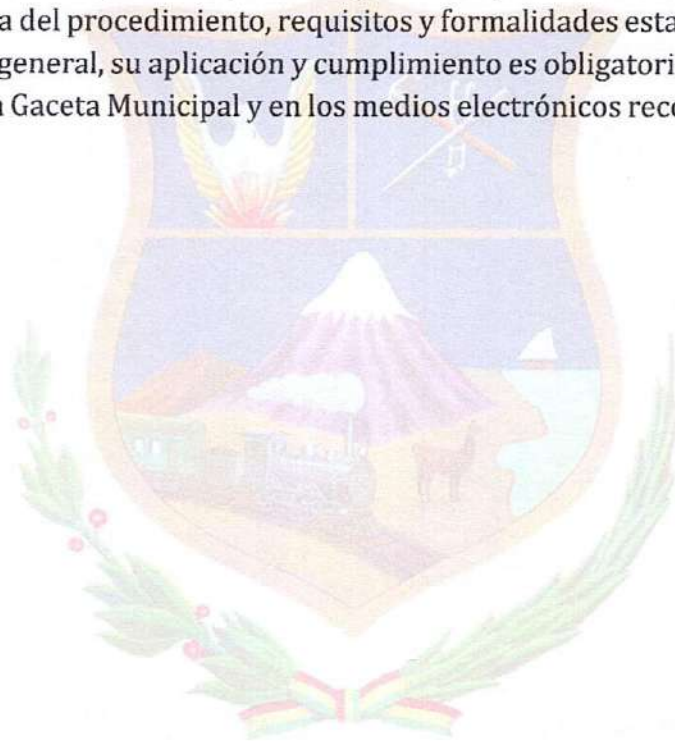 a del procedimiento, requisitos y formalidades esta
general, su aplicación y cumplimiento es obligatori
Gaceta Municipal y en los medios electrónicos reco